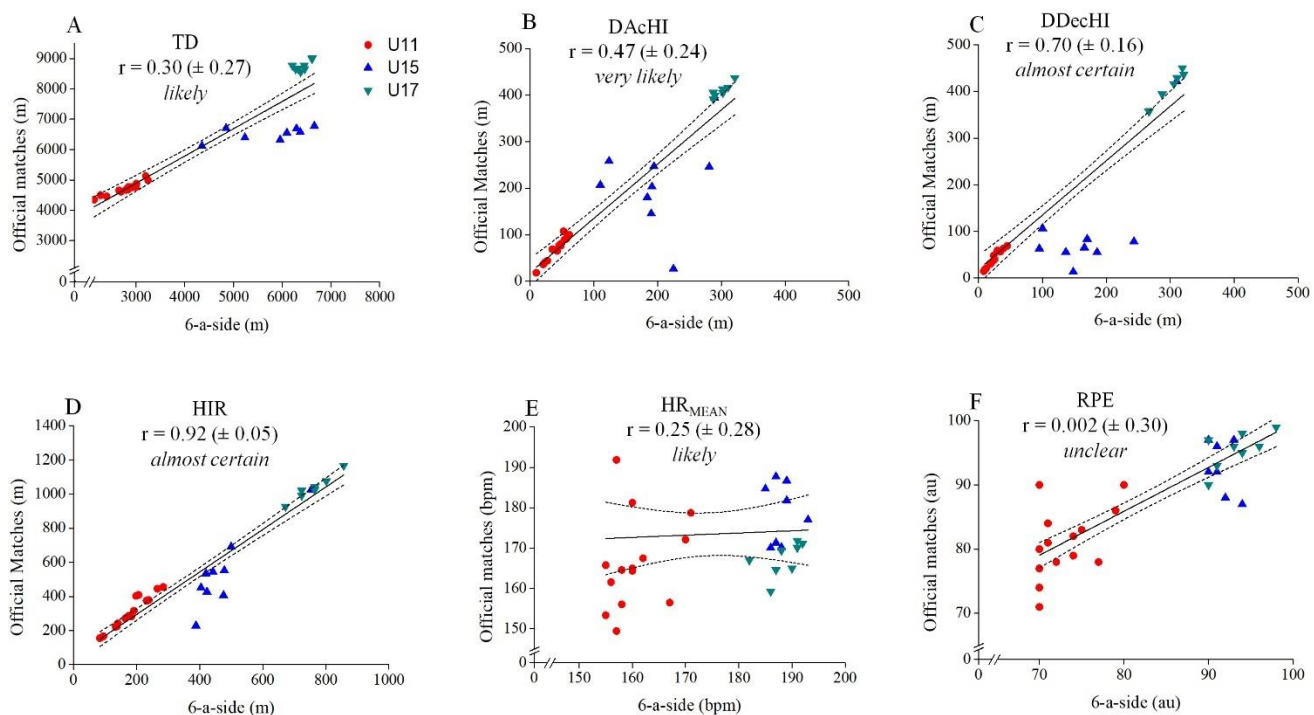 A
TD
r = 0.30 (± 0.27)
likely
U11
U15
U17
Official matches (m)
9000
8000
7000
6000
5000
4000
3000
0
0
3000
4000
5000
6000
7000
8000
6-a-side (m)
B
DAcHI
r = 0.47 (± 0.24)
very likely
Official Matches (m)
500
400
300
200
100
0
0
100
200
300
400
500
6-a-side (m)
C
DDecHI
r = 0.70 (± 0.16)
almost certain
Official Matches (m)
500
400
300
200
100
0
0
100
200
300
400
500
6-a-side (m)
D
HIR
r = 0.92 (± 0.05)
almost certain
Official Matches (m)
1400
1200
1000
800
600
400
200
0
0
200
400
600
800
1000
6-a-side (m)
E
HRMEAN
r = 0.25 (± 0.28)
likely
Official Matches (bpm)
200
190
180
170
160
150
0
0
150
160
170
180
190
200
6-a-side (bpm)
F
RPE
r = 0.002 (± 0.30)
unclear
Official matches (au)
100
90
80
70
0
0
70
80
90
100
6-a-side (au)